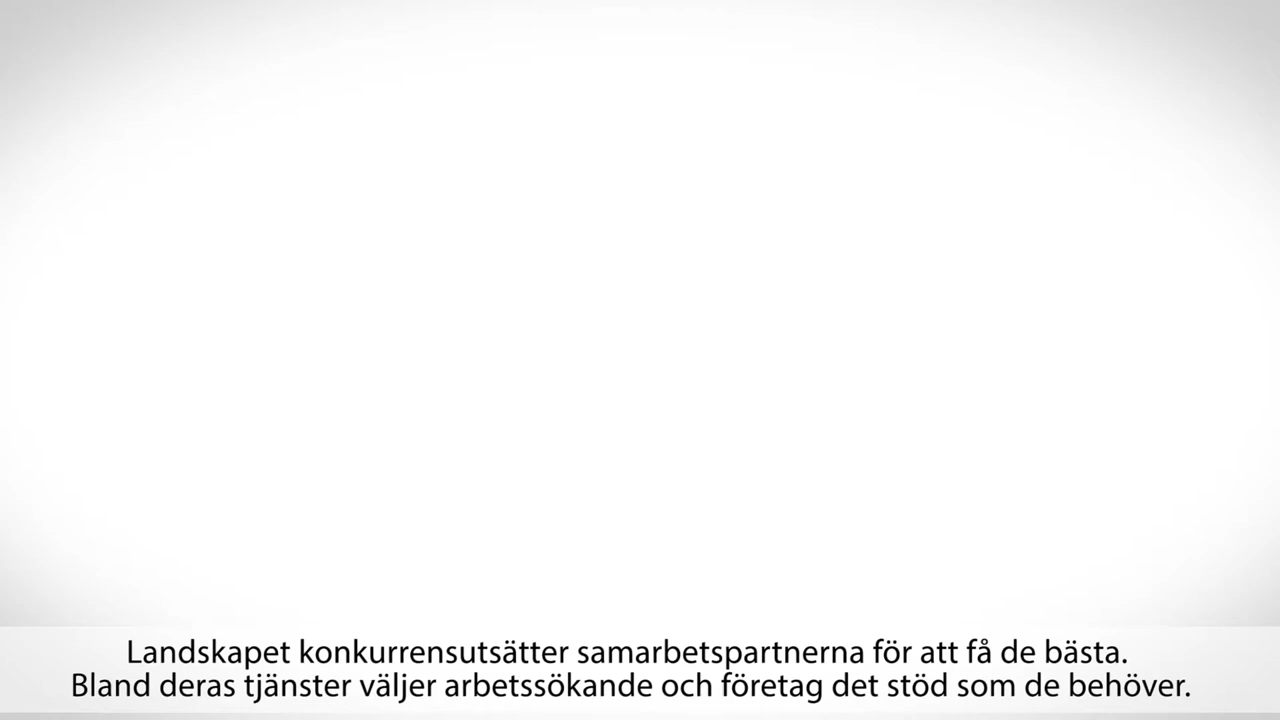 Landskapet konkurrensutsätter samarbetspartnerna för att få de bästa.
Bland deras tjänster väljer arbetssökande och företag det stöd som de behöver.